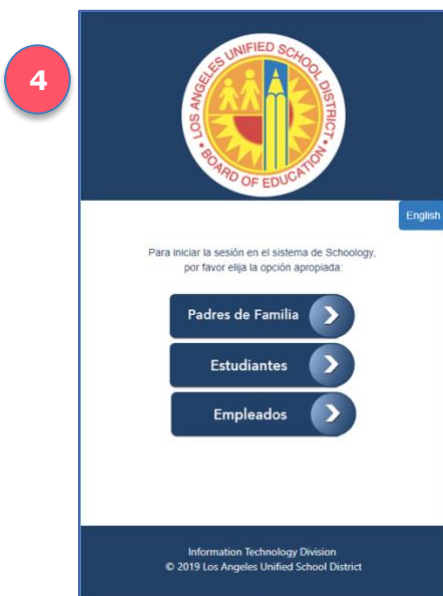 4
LOS ANGELES UNIFIED SCHOOL DISTRICT
• BOARD OF EDUCATION •
English
Para iniciar la sesión en el sistema de Schoology,
por favor elija la opción apropiada:
Padres de Familia
Estudiantes
Empleados
Information Technology Division
© 2019 Los Angeles Unified School District